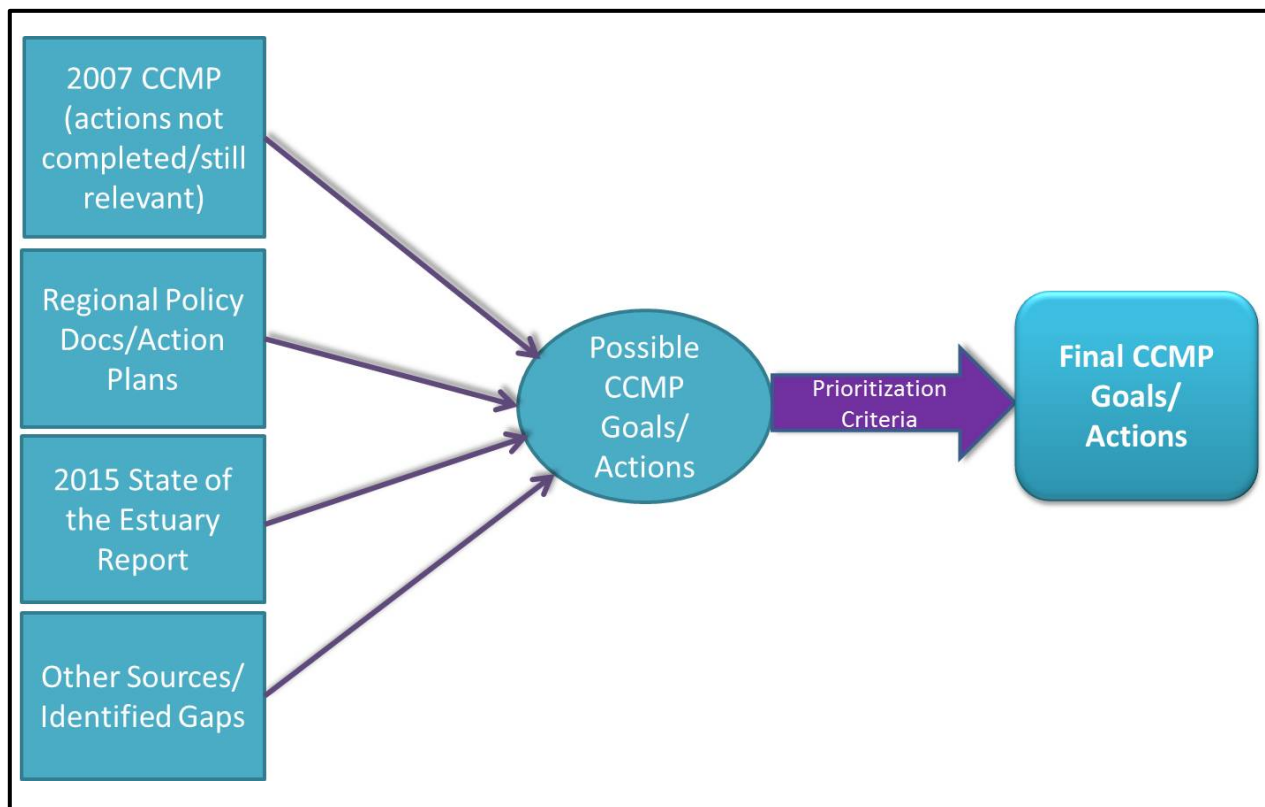 2007 CCMP
(actions not
completed/still
relevant)
Regional Policy
Docs/Action
Plans
2015 State of
the Estuary
Report
Other Sources/
Identified Gaps
Possible
CCMP
Goals/
Actions
Prioritization
Criteria
Final CCMP
Goals/
Actions